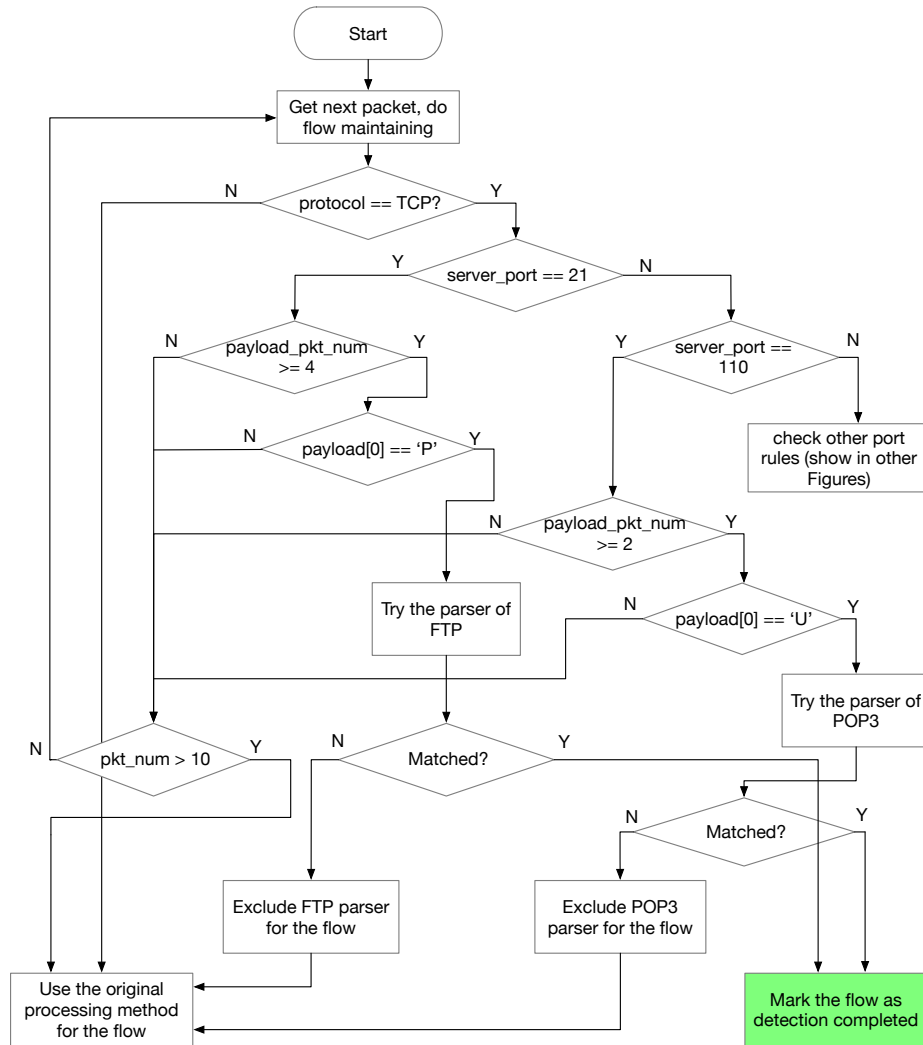 Start
Get next packet, do
flow maintaining
N
protocol == TCP?
Y
Y
server_port == 21
N
N
payload_pkt_num
>= 4
Y
Y
server_port ==
110
N
N
payload[0] == ‘P’
Y
check other port
rules (show in other
Figures)
N
payload_pkt_num
>= 2
Y
Try the parser of
FTP
N
payload[0] == ‘U’
Y
Try the parser of
POP3
N
pkt_num > 10
Y
N
Matched?
Y
N
Matched?
Y
Exclude FTP parser
for the flow
Exclude POP3
parser for the flow
Use the original
processing method
for the flow
Mark the flow as
detection completed